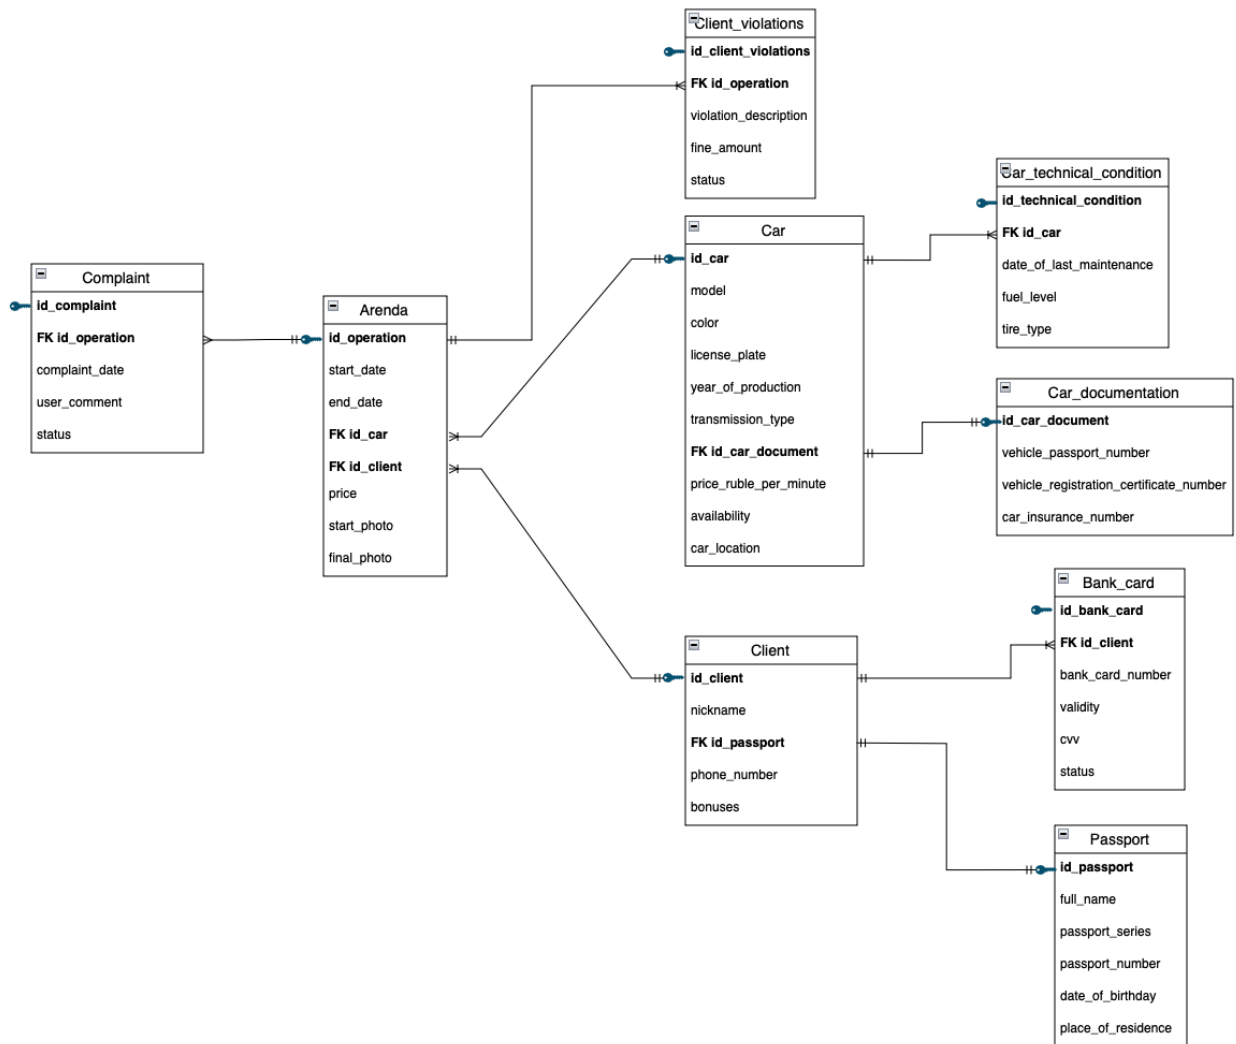 Client_violations
id_client_violations
FK id_operation
violation_description
fine_amount
status
Car_technical_condition
id_technical_condition
FK id_car
date_of_last_maintenance
fuel_level
tire_type
Car
id_car
model
color
license_plate
year_of_production
transmission_type
FK id_car_document
price_ruble_per_minute
availability
car_location
Complaint
id_complaint
FK id_operation
complaint_date
user_comment
status
Arenda
id_operation
start_date
end_date
FK id_car
FK id_client
price
start_photo
final_photo
Car_documentation
id_car_document
vehicle_passport_number
vehicle_registration_certificate_number
car_insurance_number
Bank_card
id_bank_card
FK id_client
bank_card_number
validity
cvv
status
Client
id_client
nickname
FK id_passport
phone_number
bonuses
Passport
id_passport
full_name
passport_series
passport_number
date_of_birthday
place_of_residence